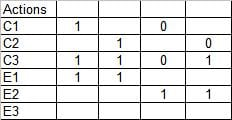 Actions
C1 1 0
C2 1 0
C3 1 1 0 1
E1 1 1
E2 1 1
E3